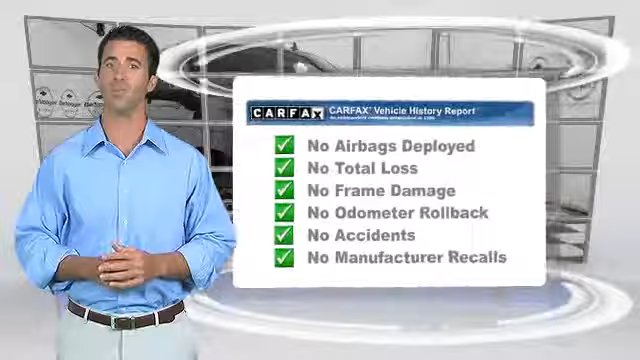 CARFAX
CARFAX Vehicle History Report
No Airbags Deployed
No Total Loss
No Frame Damage
No Odometer Rollback
No Accidents
No Manufacturer Recalls